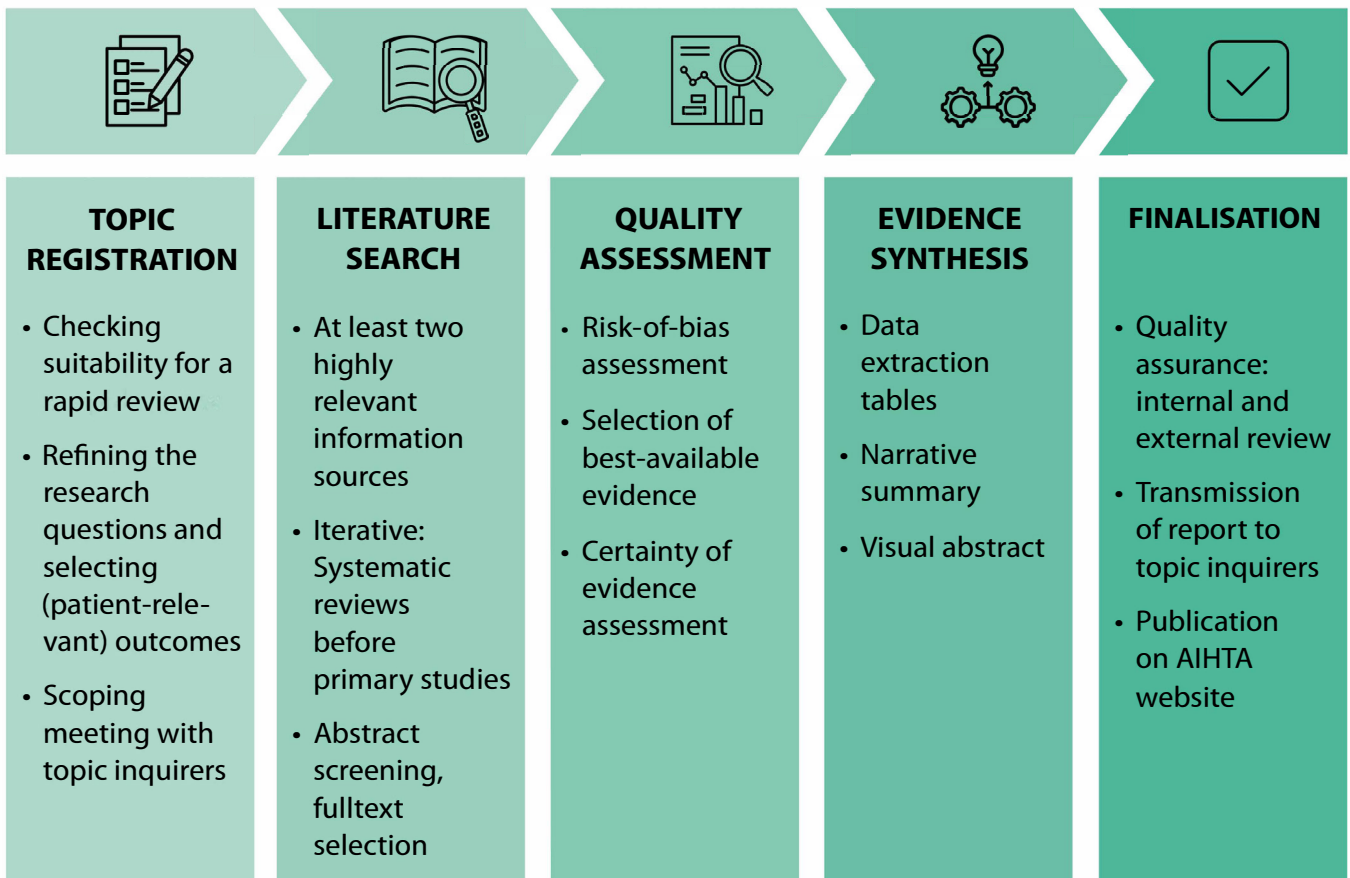 TOPIC
REGISTRATION
• Checking
suitability for a
rapid review
• Refining the
research
questions and
selecting
(patient-rele-
vant) outcomes
• Scoping
meeting with
topic inquirers
LITERATURE
SEARCH
• At least two
highly
relevant
information
sources
• Iterative:
Systematic
reviews
before
primary studies
• Abstract
screening,
fulltext
selection
QUALITY
ASSESSMENT
• Risk-of-bias
assessment
• Selection of
best-available
evidence
• Certainty of
evidence
assessment
EVIDENCE
SYNTHESIS
• Data
extraction
tables
• Narrative
summary
• Visual abstract
FINALISATION
• Quality
assurance:
internal and
external review
• Transmission
of report to
topic inquirers
• Publication
on AIHTA
website